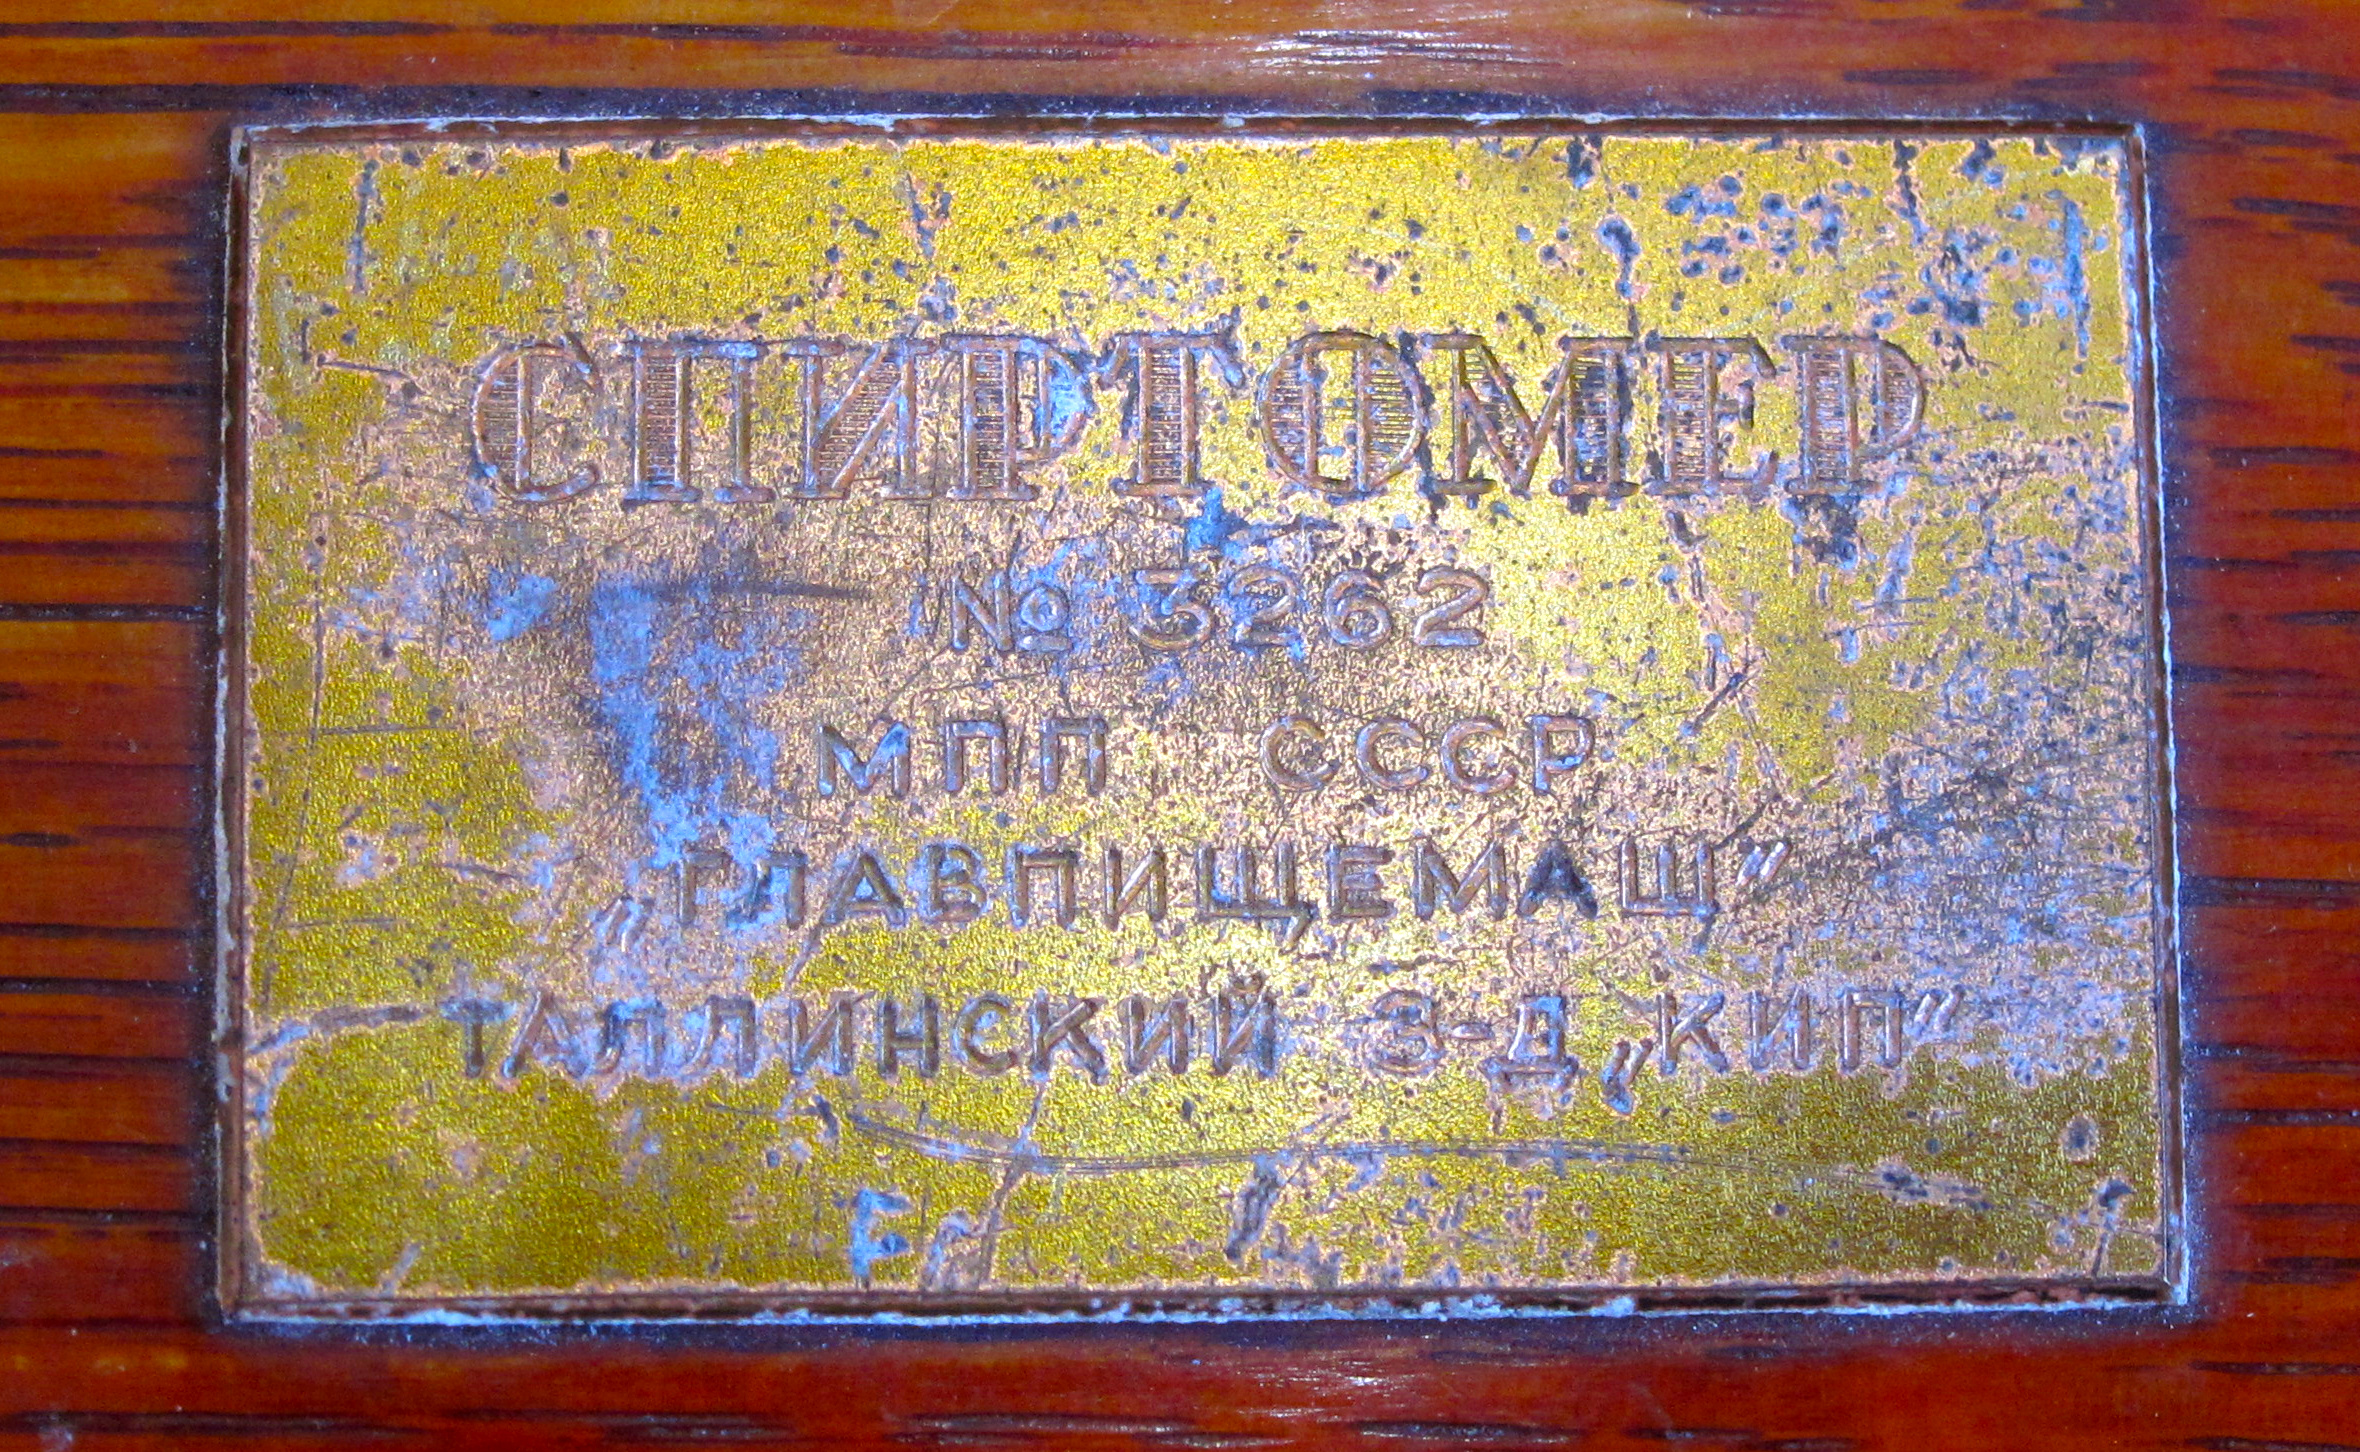 СПИРТОМЕР
№ 3262
МПП СССР
„ГЛАВПИЩЕМАШ"
ТАЛЛИНСКИЙ З-Д „КИП"